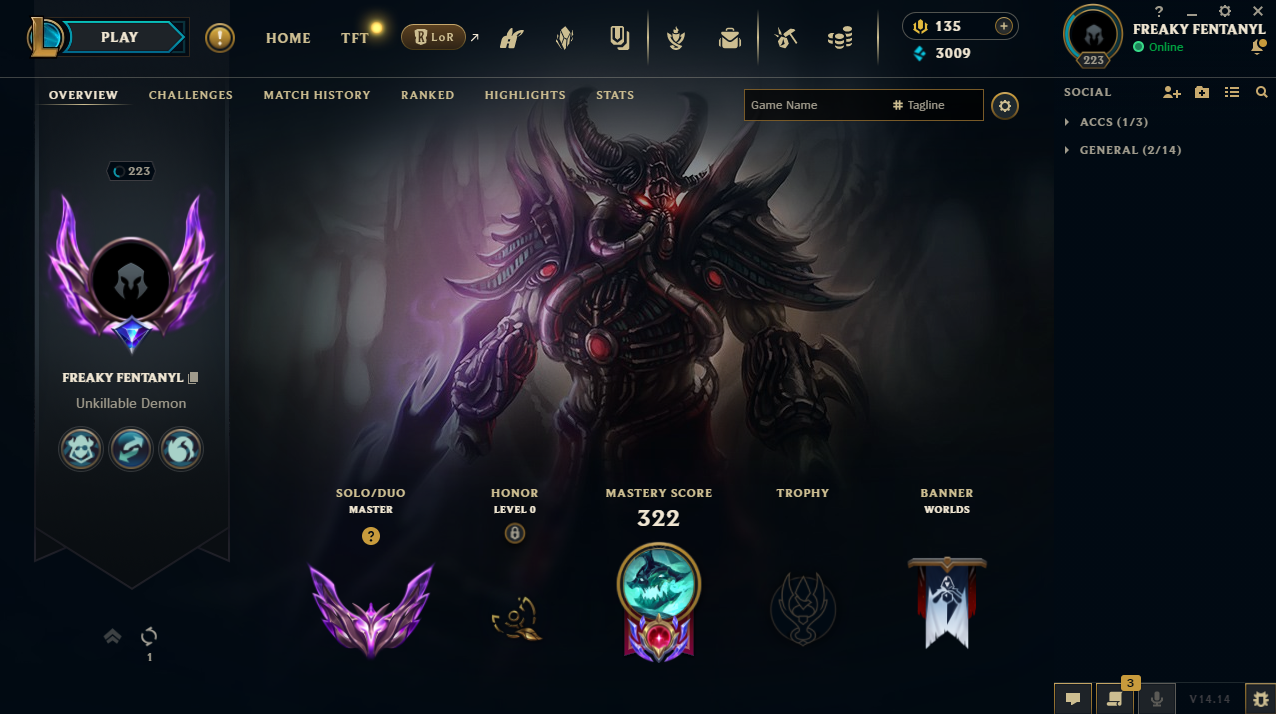 PLAY
HOME
TFT
LoR
135
3009
?
FREAKY FENTANYL
Online
223
OVERVIEW
CHALLENGES
MATCH HISTORY
RANKED
HIGHLIGHTS
STATS
Game Name
# Tagline
SOCIAL
ACCS (1/3)
GENERAL (2/14)
223
FREAKY FENTANYL
Unkillable Demon
SOLO/DUO
MASTER
?
HONOR
LEVEL 0
MASTERY SCORE
322
TROPHY
BANNER
WORLDS
1
3
V14.14